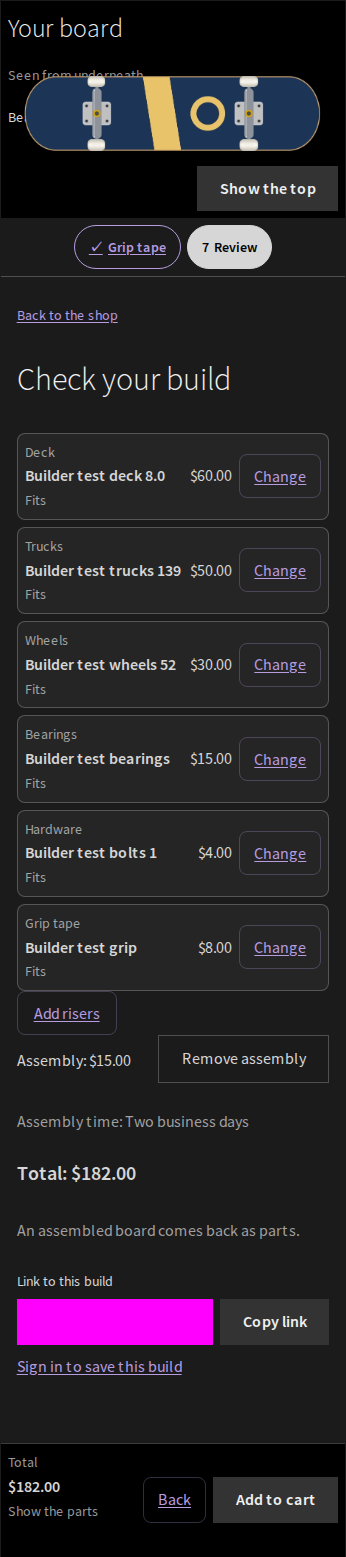 Your board
Seen from underneath
Show the top
✓ Grip tape
7 Review
Back to the shop
Check your build
Deck
Builder test deck 8.0 $60.00 Change
Fits
Trucks
Builder test trucks 139 $50.00 Change
Fits
Wheels
Builder test wheels 52 $30.00 Change
Fits
Bearings
Builder test bearings $15.00 Change
Fits
Hardware
Builder test bolts 1 $4.00 Change
Fits
Grip tape
Builder test grip $8.00 Change
Fits
Add risers
Assembly: $15.00 Remove assembly
Assembly time: Two business days
Total: $182.00
An assembled board comes back as parts.
Link to this build
Copy link
Sign in to save this build
Total
$182.00
Show the parts
Back
Add to cart